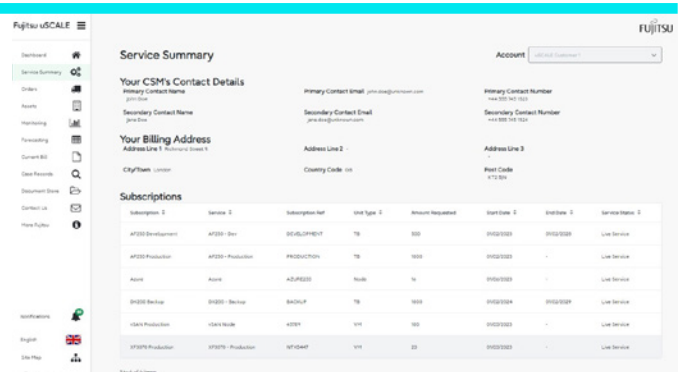 Fujitsu uSCALE
FUJITSU
Dashboard
Service Summary
Orders
Assets
Monitoring
Forecasting
Current Bill
Case Records
Document Store
Contact Us
More Fujitsu
Notifications
English
Site Map
Service Summary
Account
Your CSM's Contact Details
Primary Contact Name
John Doe
Primary Contact Email john.doe@unknown.com
Primary Contact Number
Secondary Contact Name
Jane Doe
Secondary Contact Email
jane.doe@unknown.com
Secondary Contact Number
Your Billing Address
Address Line 1 Richmond Street 11
Address Line 2 -
Address Line 3
-
City/Town London
Country Code
Post Code
Subscriptions
Subscription Service Subscription Ref Unit Type Amount Requested Start Date End Date Service Status
AF250 Development AF250 - Dev DEVELOPMENT TB 500 Live Service
AF250 Production AF250 - Production PRODUCTION TB 1000 - Live Service
Azure Azure Node - Live Service
Backup - Backup BACKUP TB 1000 Live Service
vSAN Production vSAN Node VM 100 - Live Service
Production - Production VM 20 - Live Service